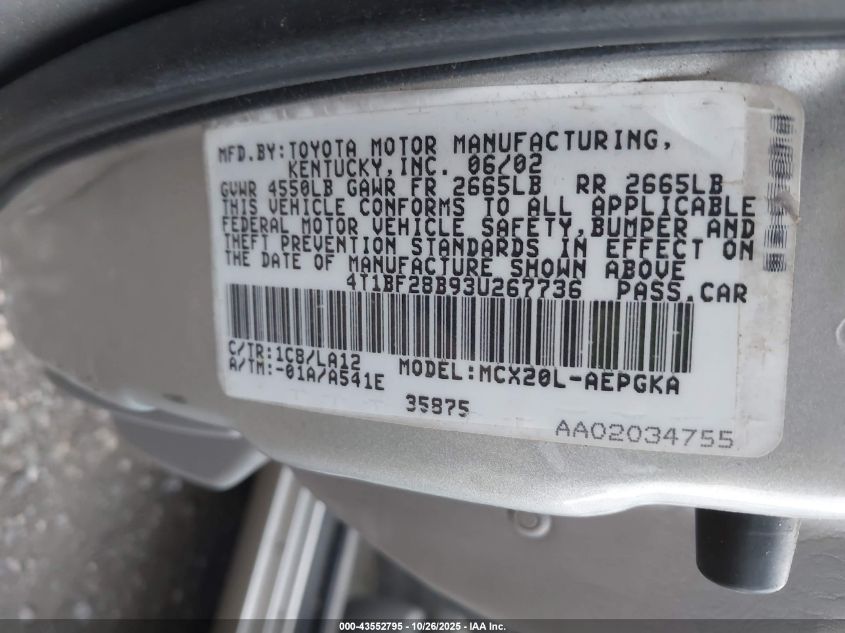 MFD.BY:TOYOTA MOTOR MANUFACTURING,
KENTUCKY,INC. 06/02
GVWR 4550LB GAWR FR 2665LB RR 2665LB
THIS VEHICLE CONFORMS TO ALL APPLICABLE
FEDERAL MOTOR VEHICLE SAFETY,BUMPER AND
THEFT PREVENTION STANDARDS IN EFFECT ON
THE DATE OF MANUFACTURE SHOWN ABOVE
4T1BF28B93U267736 PASS.CAR
C/TR:1C8/LA12
A/TM:-01A/A541E
MODEL:MCX20L-AEPGKA
35875
AA02034755
000-43552795 - 10/26/2025 - IAA Inc.